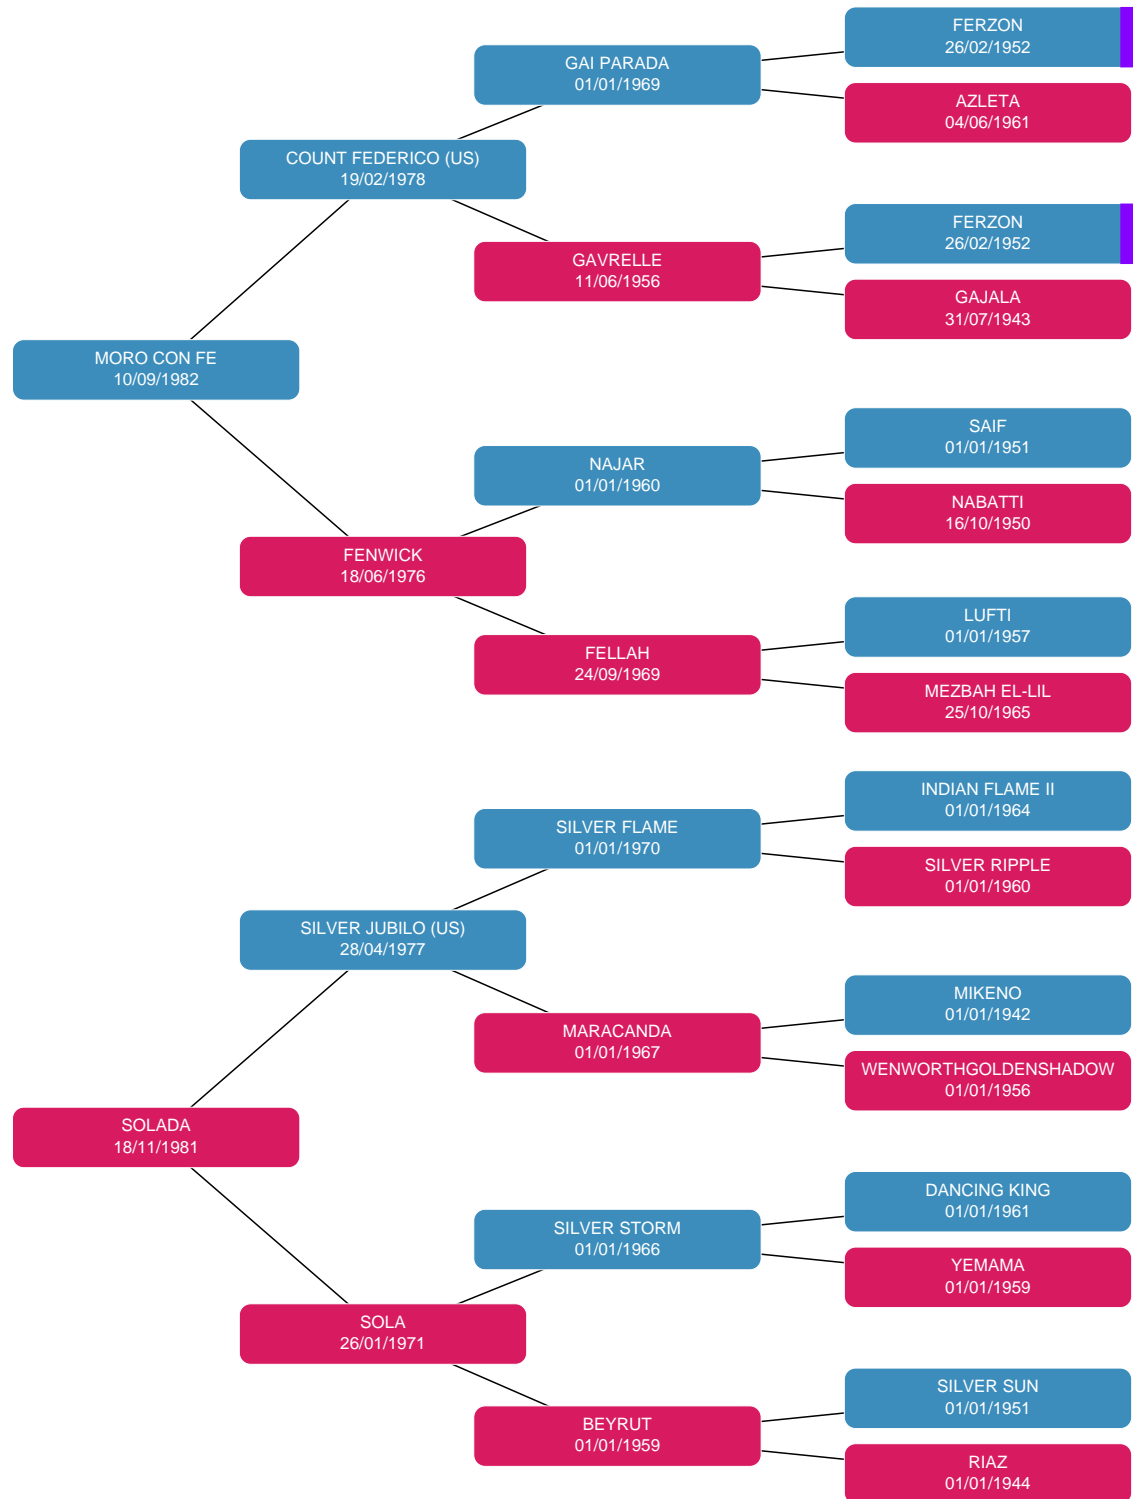 FERZON
26/02/1952
GAI PARADA
01/01/1969
AZLETA
04/06/1961
COUNT FEDERICO (US)
19/02/1978
FERZON
26/02/1952
GAVRELLE
11/06/1956
GAJALA
31/07/1943
MORO CON FE
10/09/1982
SAIF
01/01/1951
NAJAR
01/01/1960
NABATTI
16/10/1950
FENWICK
18/06/1976
LUFTI
01/01/1957
FELLAH
24/09/1969
MEZBAH EL-LIL
25/10/1965
INDIAN FLAME II
01/01/1964
SILVER FLAME
01/01/1970
SILVER RIPPLE
01/01/1960
SILVER JUBILO (US)
28/04/1977
MIKENO
01/01/1942
MARACANDA
01/01/1967
WENWORTHGOLDENSHADOW
01/01/1956
SOLADA
18/11/1981
DANCING KING
01/01/1961
SILVER STORM
01/01/1966
YEMAMA
01/01/1959
SOLA
26/01/1971
SILVER SUN
01/01/1951
BEYRUT
01/01/1959
RIAZ
01/01/1944